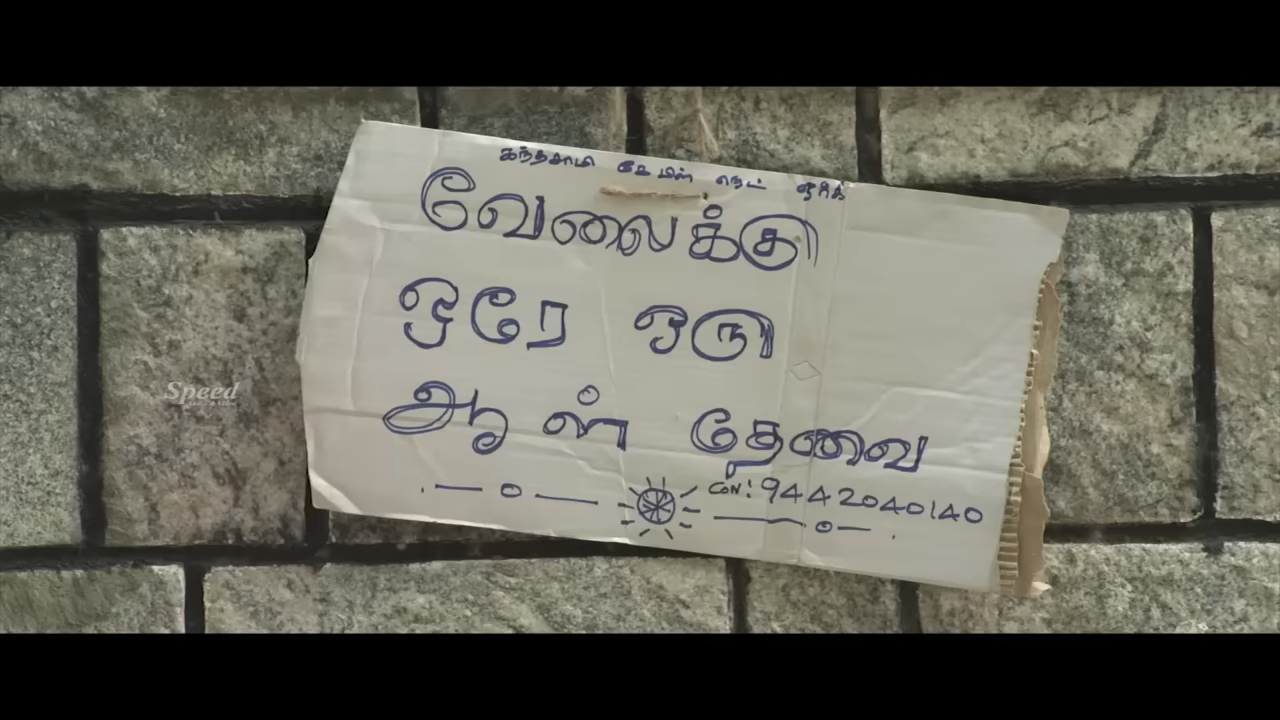 கந்தசாமி
வேலைக்கு
ஒரே ஒரு
ஆள் தேவை
CON: 9442040140
Speed